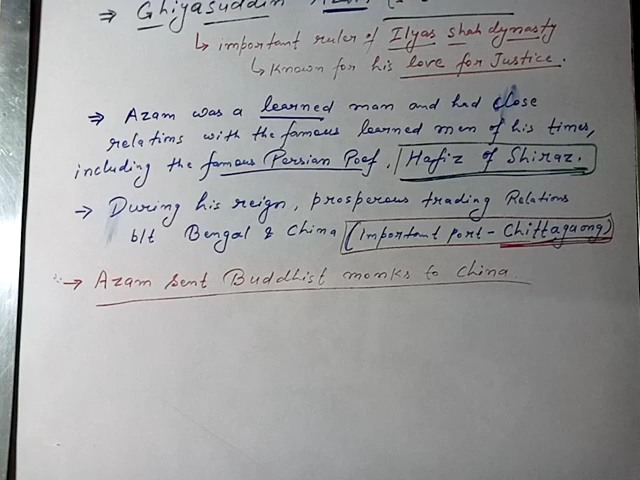 ⇒ Ghiyasuddin Azam (
↳ important ruler of Ilyas shah dynasty
↳ Known for his love for Justice.
⇒ Azam was a learned man and had close
relations with the famous learned men of his times,
including the famous Persian Poet, Hafiz of Shiraz.
→ During his reign, prosperous trading Relations
b/t Bengal & China (important port - Chittagaong)
→ Azam sent Buddhist monks to China